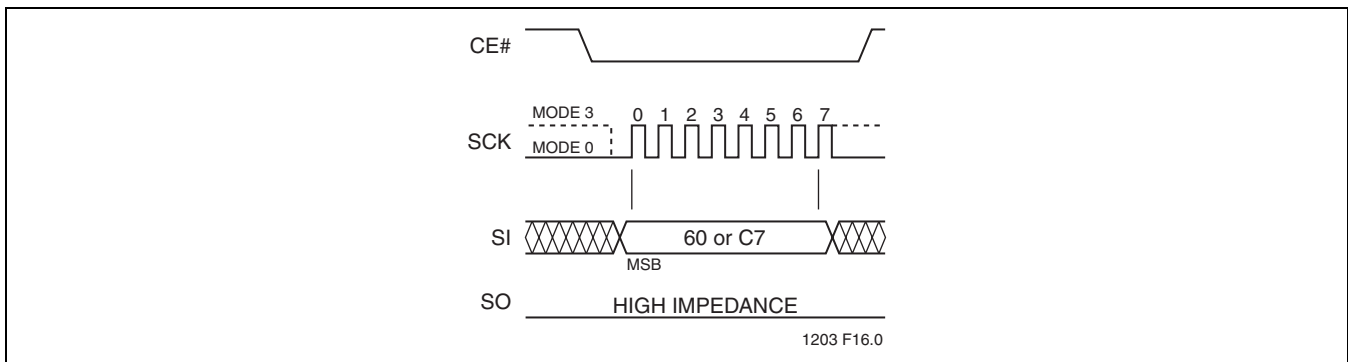 CE#
MODE 3
0 1 2 3 4 5 6 7
SCK
MODE 0
SI
60 or C7
MSB
SO
HIGH IMPEDANCE
1203 F16.0